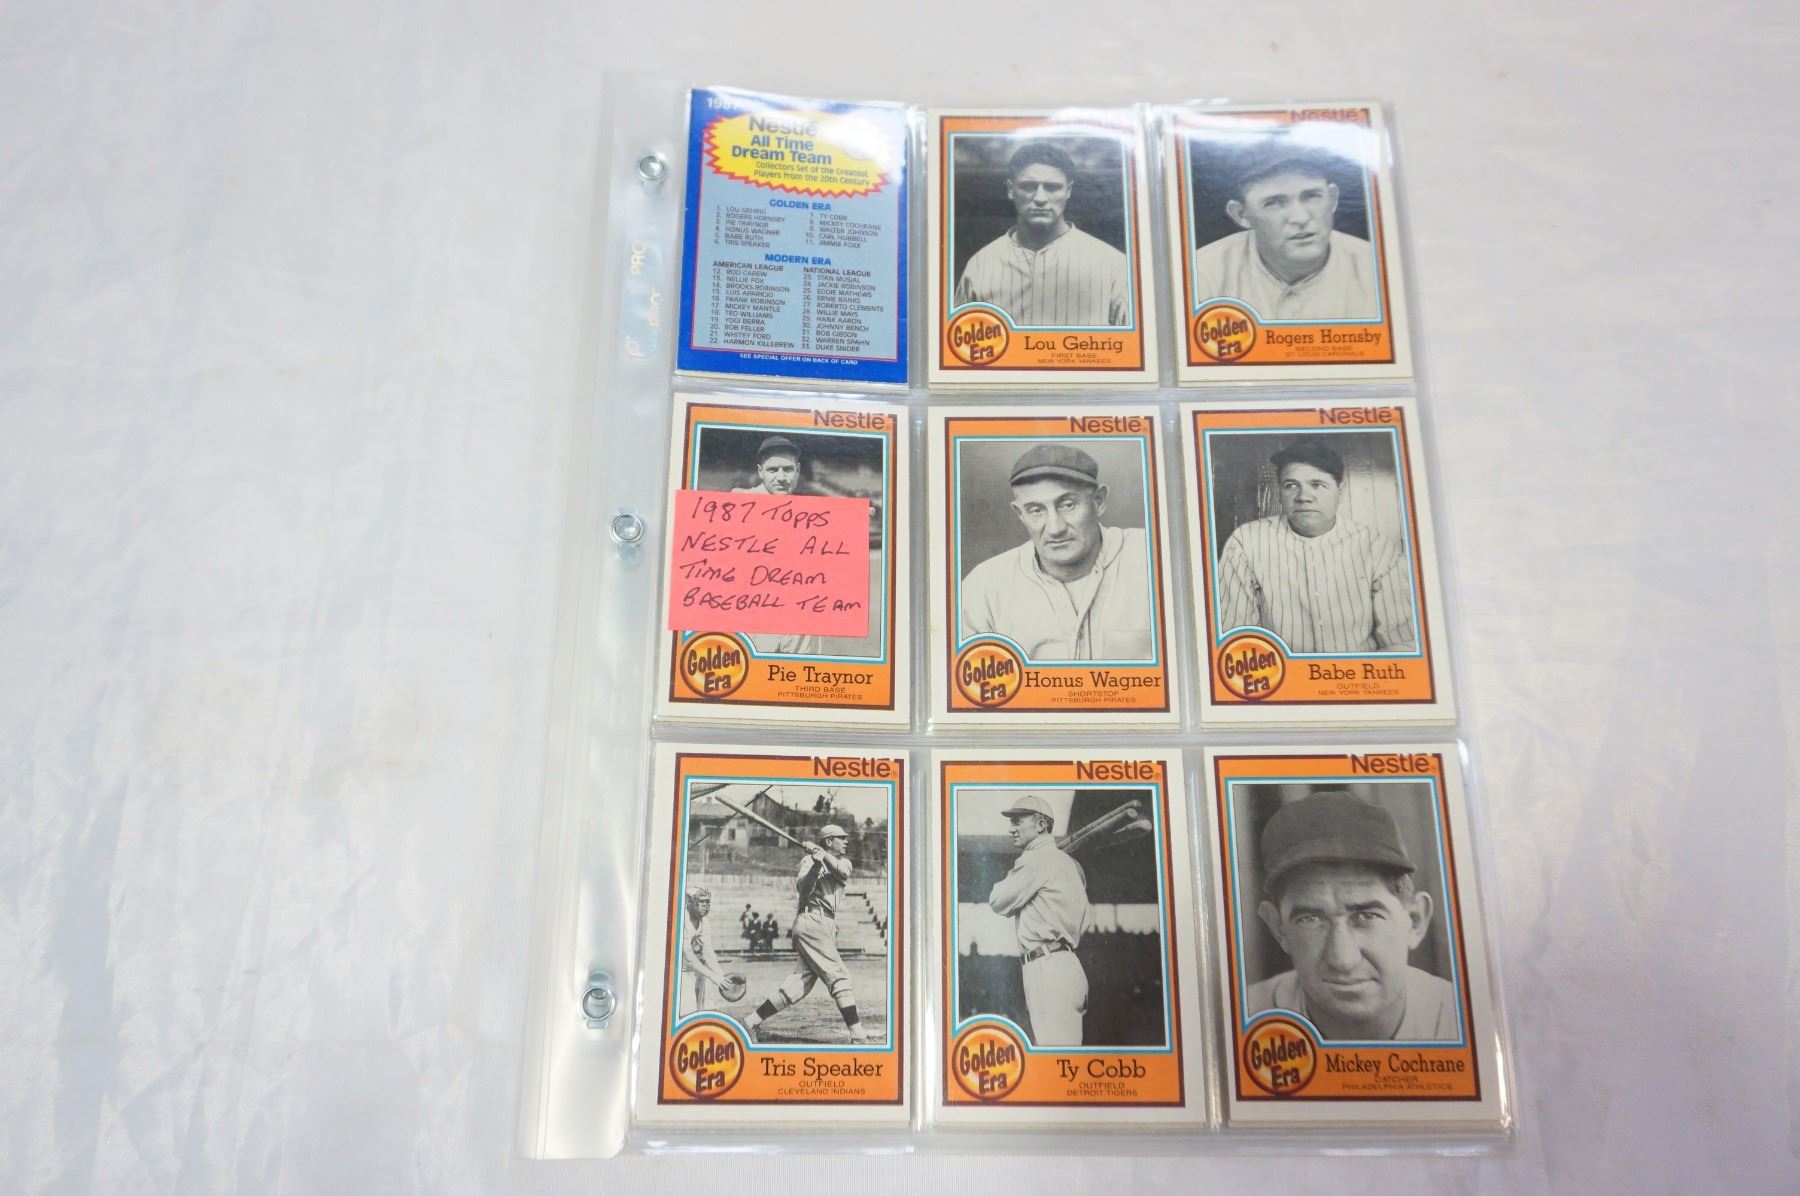 Nestlé
All Time
Dream Team
Collectors Set of the Greatest
Players from the 20th Century
GOLDEN ERA
1. LOU GEHRIG
2. ROGERS HORNSBY
3. PIE TRAYNOR
4. HONUS WAGNER
5. BABE RUTH
6. TRIS SPEAKER
7. TY COBB
8. MICKEY COCHRANE
9. WALTER JOHNSON
10. CARL HUBBELL
11. JIMMIE FOXX
MODERN ERA
AMERICAN LEAGUE
12. ROD CAREW
13. NELLIE FOX
14. BROOKS ROBINSON
15. LUIS APARICIO
16. FRANK ROBINSON
17. MICKEY MANTLE
18. TED WILLIAMS
19. YOGI BERRA
20. BOB FELLER
21. WHITEY FORD
22. HARMON KILLEBREW
NATIONAL LEAGUE
23. STAN MUSIAL
24. JACKIE ROBINSON
25. EDDIE MATHEWS
26. ERNIE BANKS
27. ROBERTO CLEMENTE
28. WILLIE MAYS
29. HANK AARON
30. JOHNNY BENCH
31. BOB GIBSON
32. WARREN SPAHN
33. DUKE SNIDER
SEE SPECIAL OFFER ON BACK OF CARD
Golden
Era
Lou Gehrig
FIRST BASE
NEW YORK YANKEES
Nestlé
Golden
Era
Rogers Hornsby
SECOND BASE
ST. LOUIS CARDINALS
PRO
Nestlé
1987 TOPPS
NESTLE ALL
TIME DREAM
BASEBALL TEAM
Golden
Era
Pie Traynor
THIRD BASE
PITTSBURGH PIRATES
Nestlé
Golden
Era
Honus Wagner
SHORTSTOP
PITTSBURGH PIRATES
Nestlé
Golden
Era
Babe Ruth
OUTFIELD
NEW YORK YANKEES
Nestlé
Golden
Era
Tris Speaker
OUTFIELD
CLEVELAND INDIANS
Nestlé
Golden
Era
Ty Cobb
OUTFIELD
DETROIT TIGERS
Nestlé
Golden
Era
Mickey Cochrane
CATCHER
PHILADELPHIA ATHLETICS